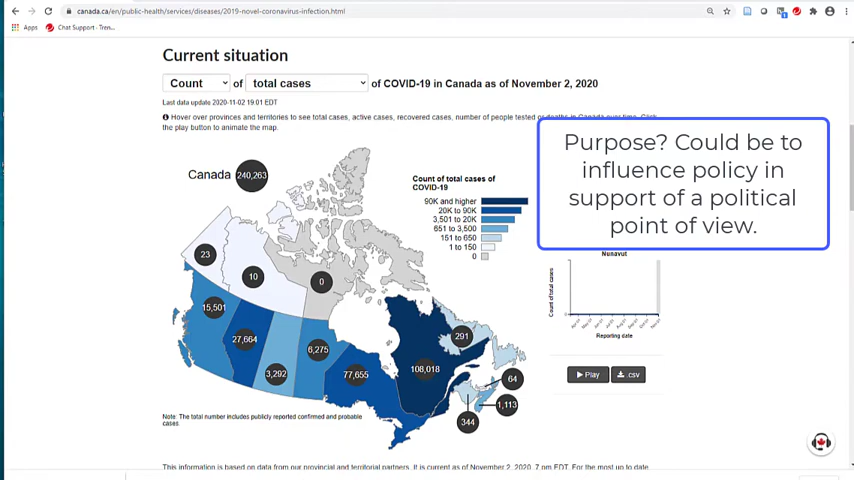 canada.ca/en/public-health/services/diseases/2019-novel-coronavirus-infection.html
Apps
Chat Support - Tren...
Current situation
Count of total cases of COVID-19 in Canada as of November 2, 2020
Last data update 2020-11-02 19:01 EDT
Hover over provinces and territories to see total cases, active cases, recovered cases, number of people tested
the play button to animate the map.
Purpose? Could be to
influence policy in
support of a political
point of view.
Canada 240,263
Count of total cases of
COVID-19
90K and higher
20K to 90K
3,501 to 20K
651 to 3,500
151 to 650
1 to 150
0
23
10
0
15,501
27,664
3,292
6,275
77,655
108,018
291
64
1,113
344
Nunavut
Count of total cases
0
Reporting date
Play
.csv
Note: The total number includes publicly reported confirmed and probable
cases.
This information is based on data from our provincial and territorial partners. It is current as of November 2, 2020, 7 pm EDT. For the most up to date